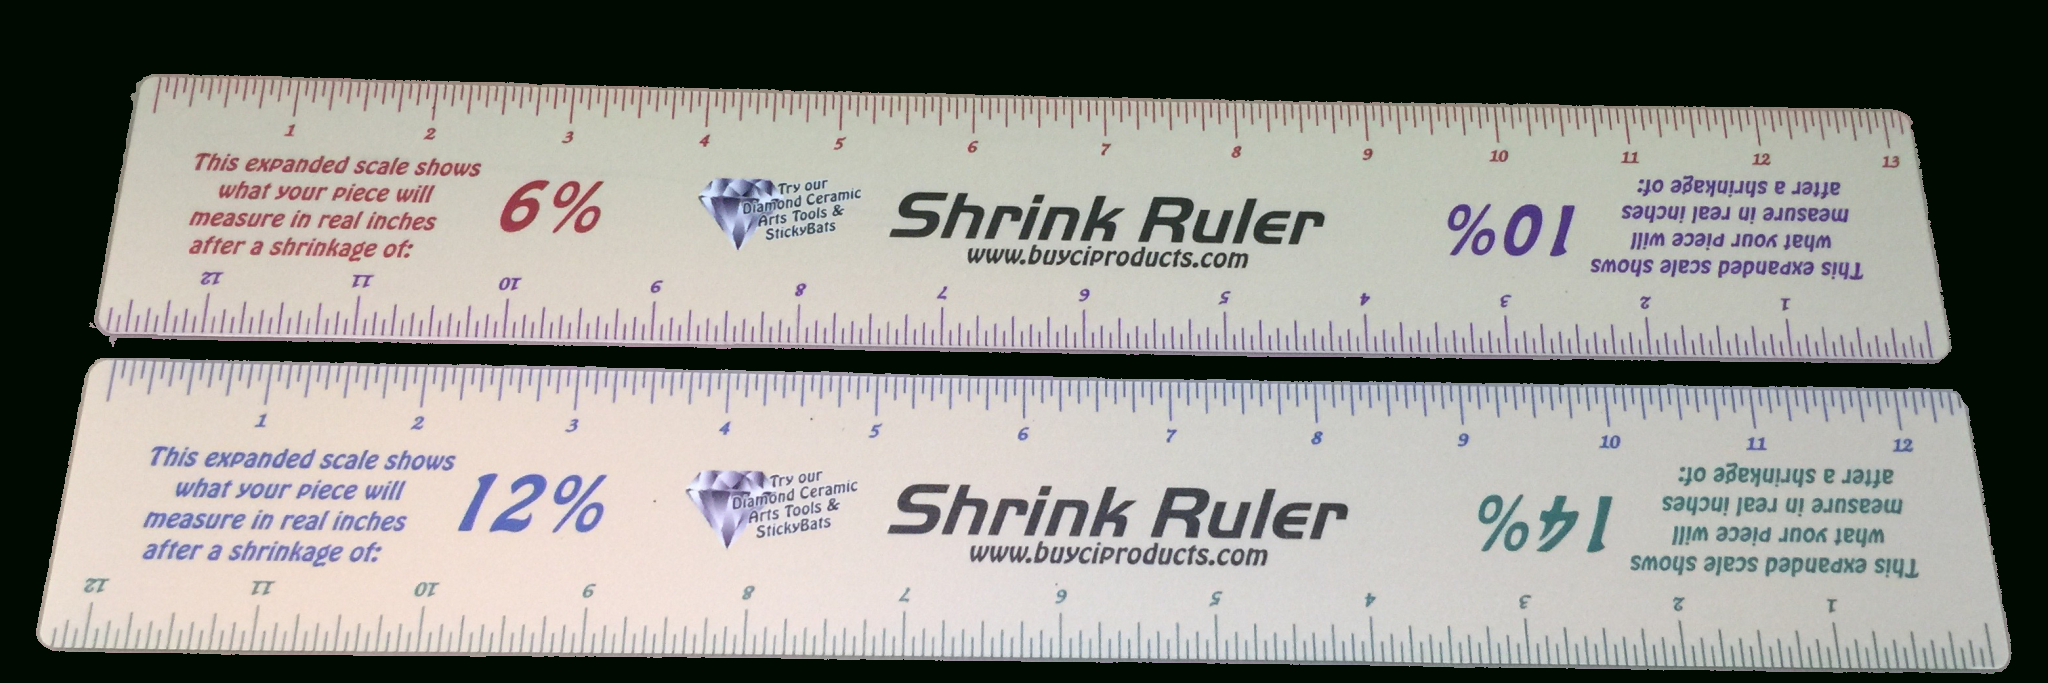 1 2 3 4 5 6 7 8 9 10 11 12 13
This expanded scale shows
what your piece will
measure in real inches
after a shrinkage of:
6%
Try our
Diamond Ceramic
Arts Tools &
StickyBats
Shrink Ruler
www.buyciproducts.com
This expanded scale shows
what your piece will
measure in real inches
after a shrinkage of:
10%
1 2 3 4 5 6 7 8 9 10 11 12
1 2 3 4 5 6 7 8 9 10 11 12
This expanded scale shows
what your piece will
measure in real inches
after a shrinkage of:
12%
Try our
Diamond Ceramic
Arts Tools &
StickyBats
Shrink Ruler
www.buyciproducts.com
This expanded scale shows
what your piece will
measure in real inches
after a shrinkage of:
14%
1 2 3 4 5 6 7 8 9 10 11 12